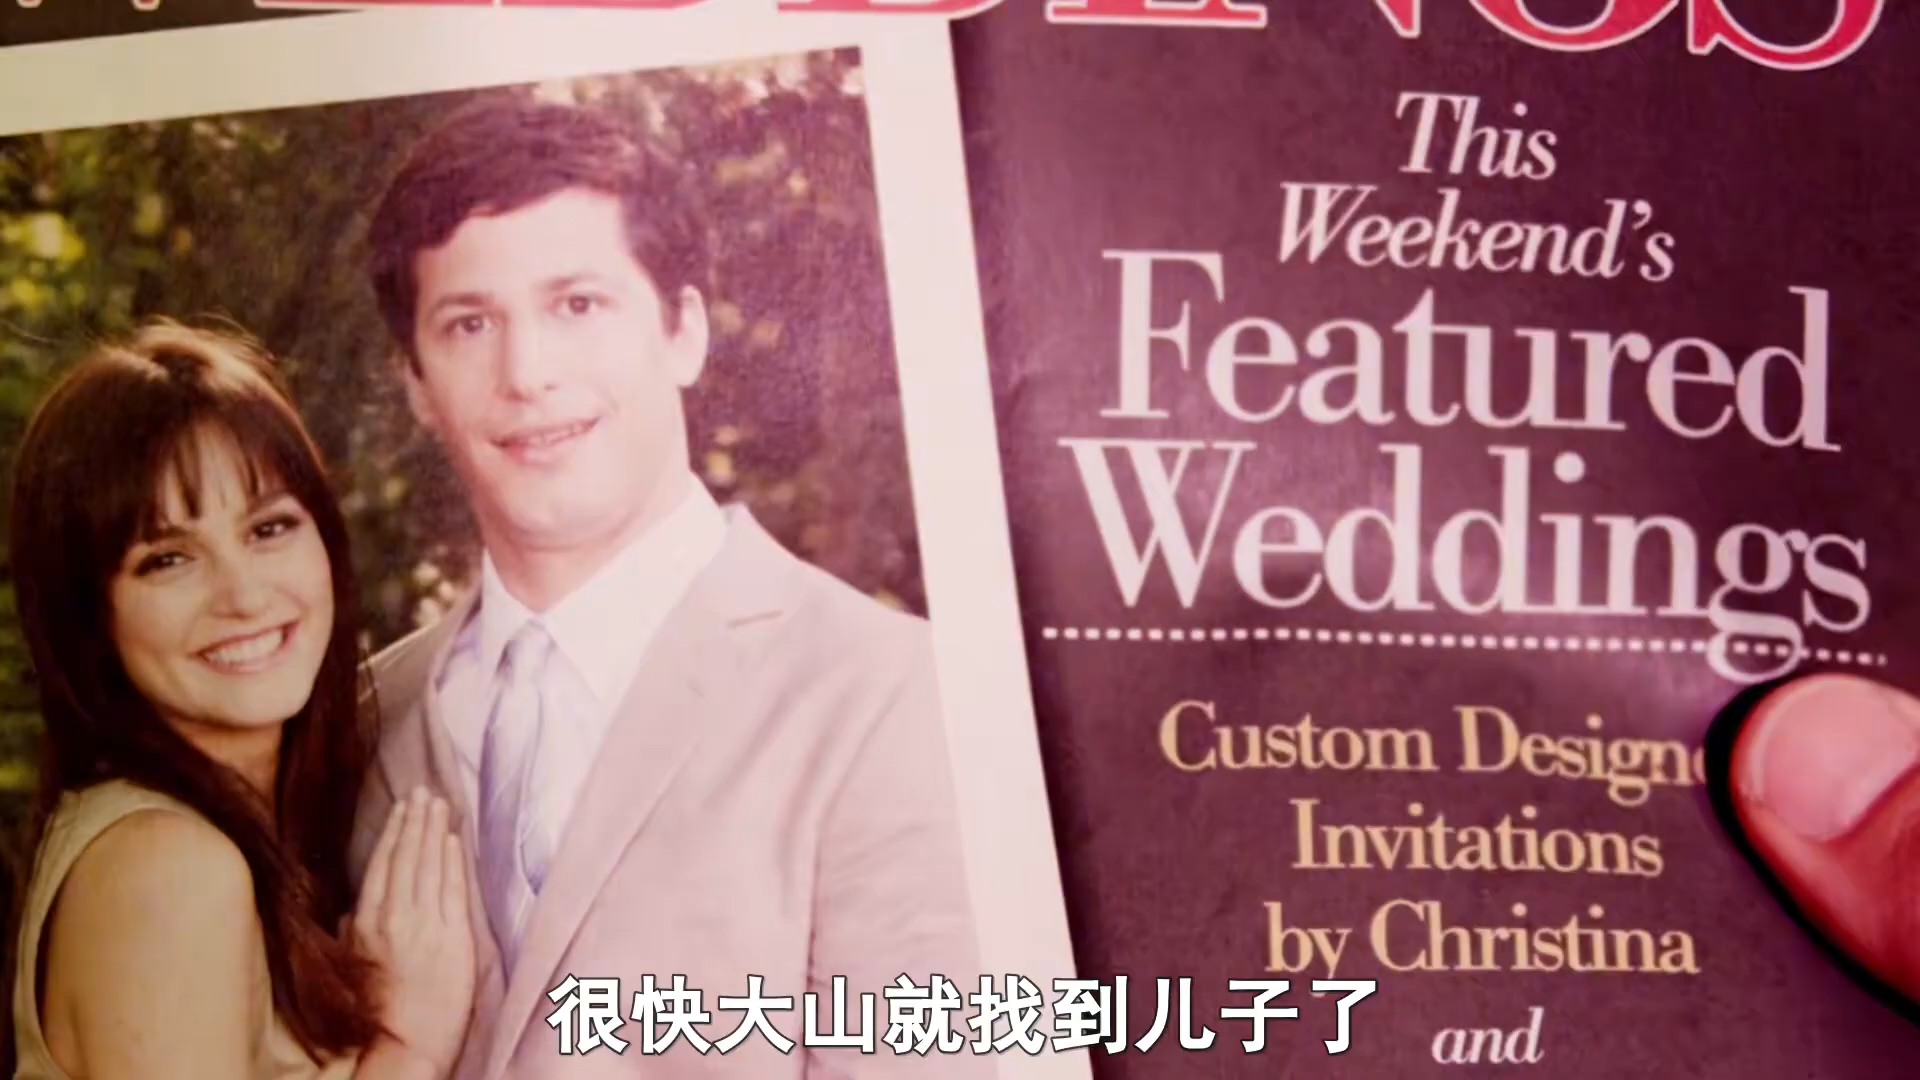 This
Weekend's
Featured
Weddings
Custom Design
Invitations
by Christina
and
很快大山就找到儿子了